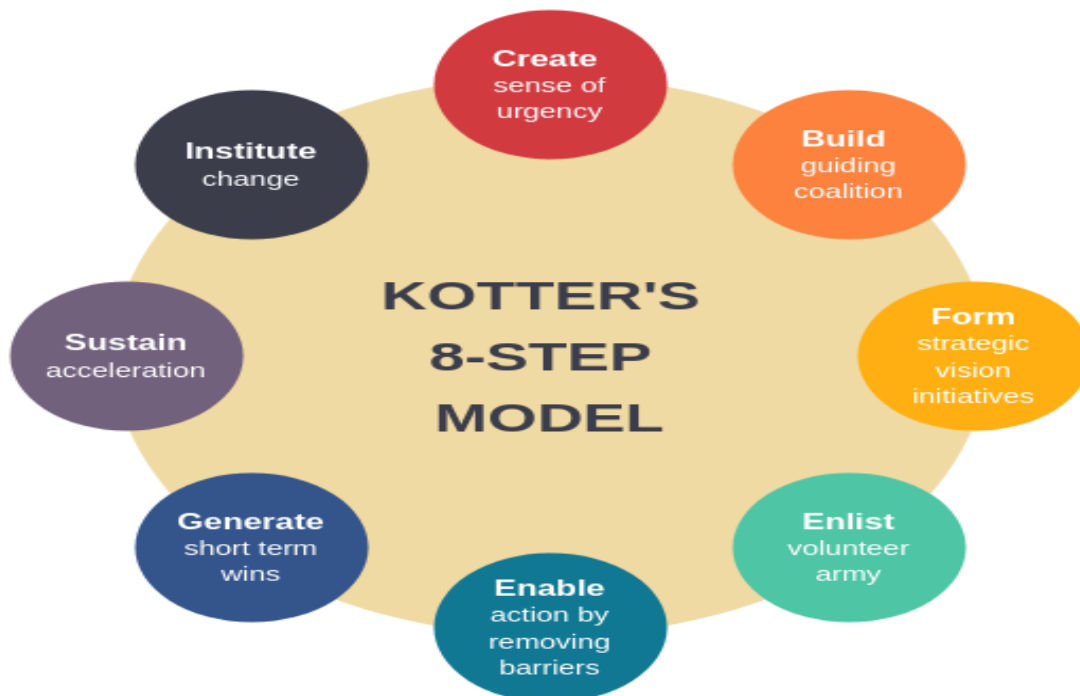 KOTTER'S
8-STEP
MODEL
Create
sense of
urgency
Build
guiding
coalition
Form
strategic
vision
initiatives
Enlist
volunteer
army
Enable
action by
removing
barriers
Generate
short term
wins
Sustain
acceleration
Institute
change